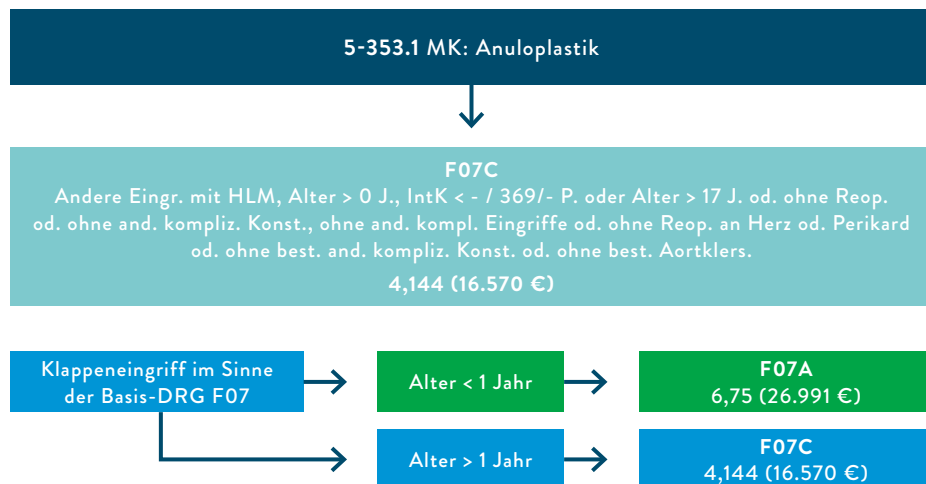 5-353.1 MK: Anuloplastik
F07C
Andere Eingr. mit HLM, Alter > 0 J., IntK < - / 369/- P. oder Alter > 17 J. od. ohne Reop.
od. ohne and. kompliz. Konst., ohne and. kompl. Eingriffe od. ohne Reop. an Herz od. Perikard
od. ohne best. and. kompliz. Konst. od. ohne best. Aortklers.
4,144 (16.570 €)
Klappeneingriff im Sinne
der Basis-DRG F07
Alter < 1 Jahr
F07A
6,75 (26.991 €)
Alter > 1 Jahr
F07C
4,144 (16.570 €)